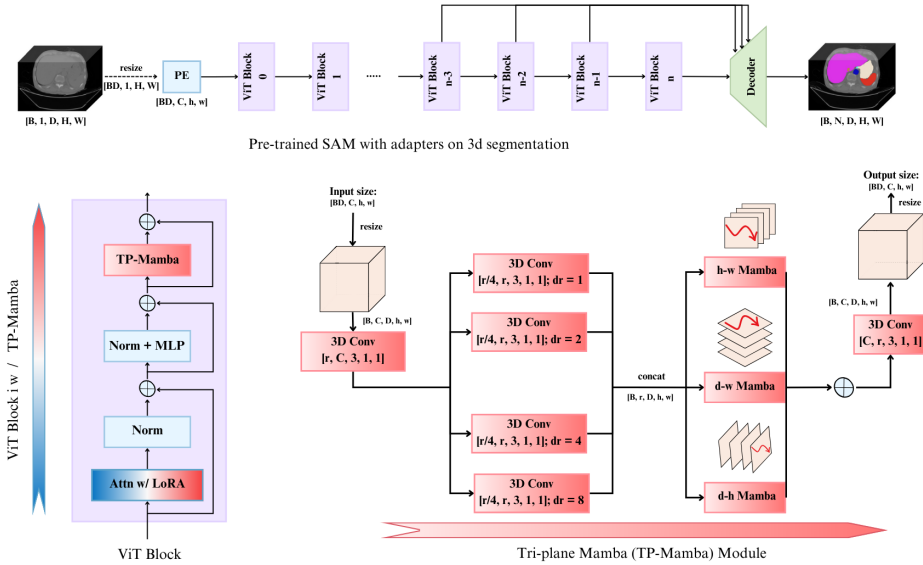 resize
[BD, 1, H, W]
[B, 1, D, H, W]
PE
[BD, C, h, w]
ViT Block
0
ViT Block
1
.....
ViT Block
n-3
ViT Block
n-2
ViT Block
n-1
ViT Block
n
Decoder
[B, N, D, H, W]
Pre-trained SAM with adapters on 3d segmentation
ViT Block i w / TP-Mamba
TP-Mamba
Norm + MLP
Norm
Attn w/ LoRA
ViT Block
Input size:
[BD, C, h, w]
resize
[B, C, D, h, w]
3D Conv
[r, C, 3, 1, 1]
3D Conv
[r/4, r, 3, 1, 1]; dr = 1
3D Conv
[r/4, r, 3, 1, 1]; dr = 2
3D Conv
[r/4, r, 3, 1, 1]; dr = 4
3D Conv
[r/4, r, 3, 1, 1]; dr = 8
concat
[B, r, D, h, w]
h-w Mamba
d-w Mamba
d-h Mamba
Output size:
[BD, C, h, w]
resize
[B, C, D, h, w]
3D Conv
[C, r, 3, 1, 1]
Tri-plane Mamba (TP-Mamba) Module